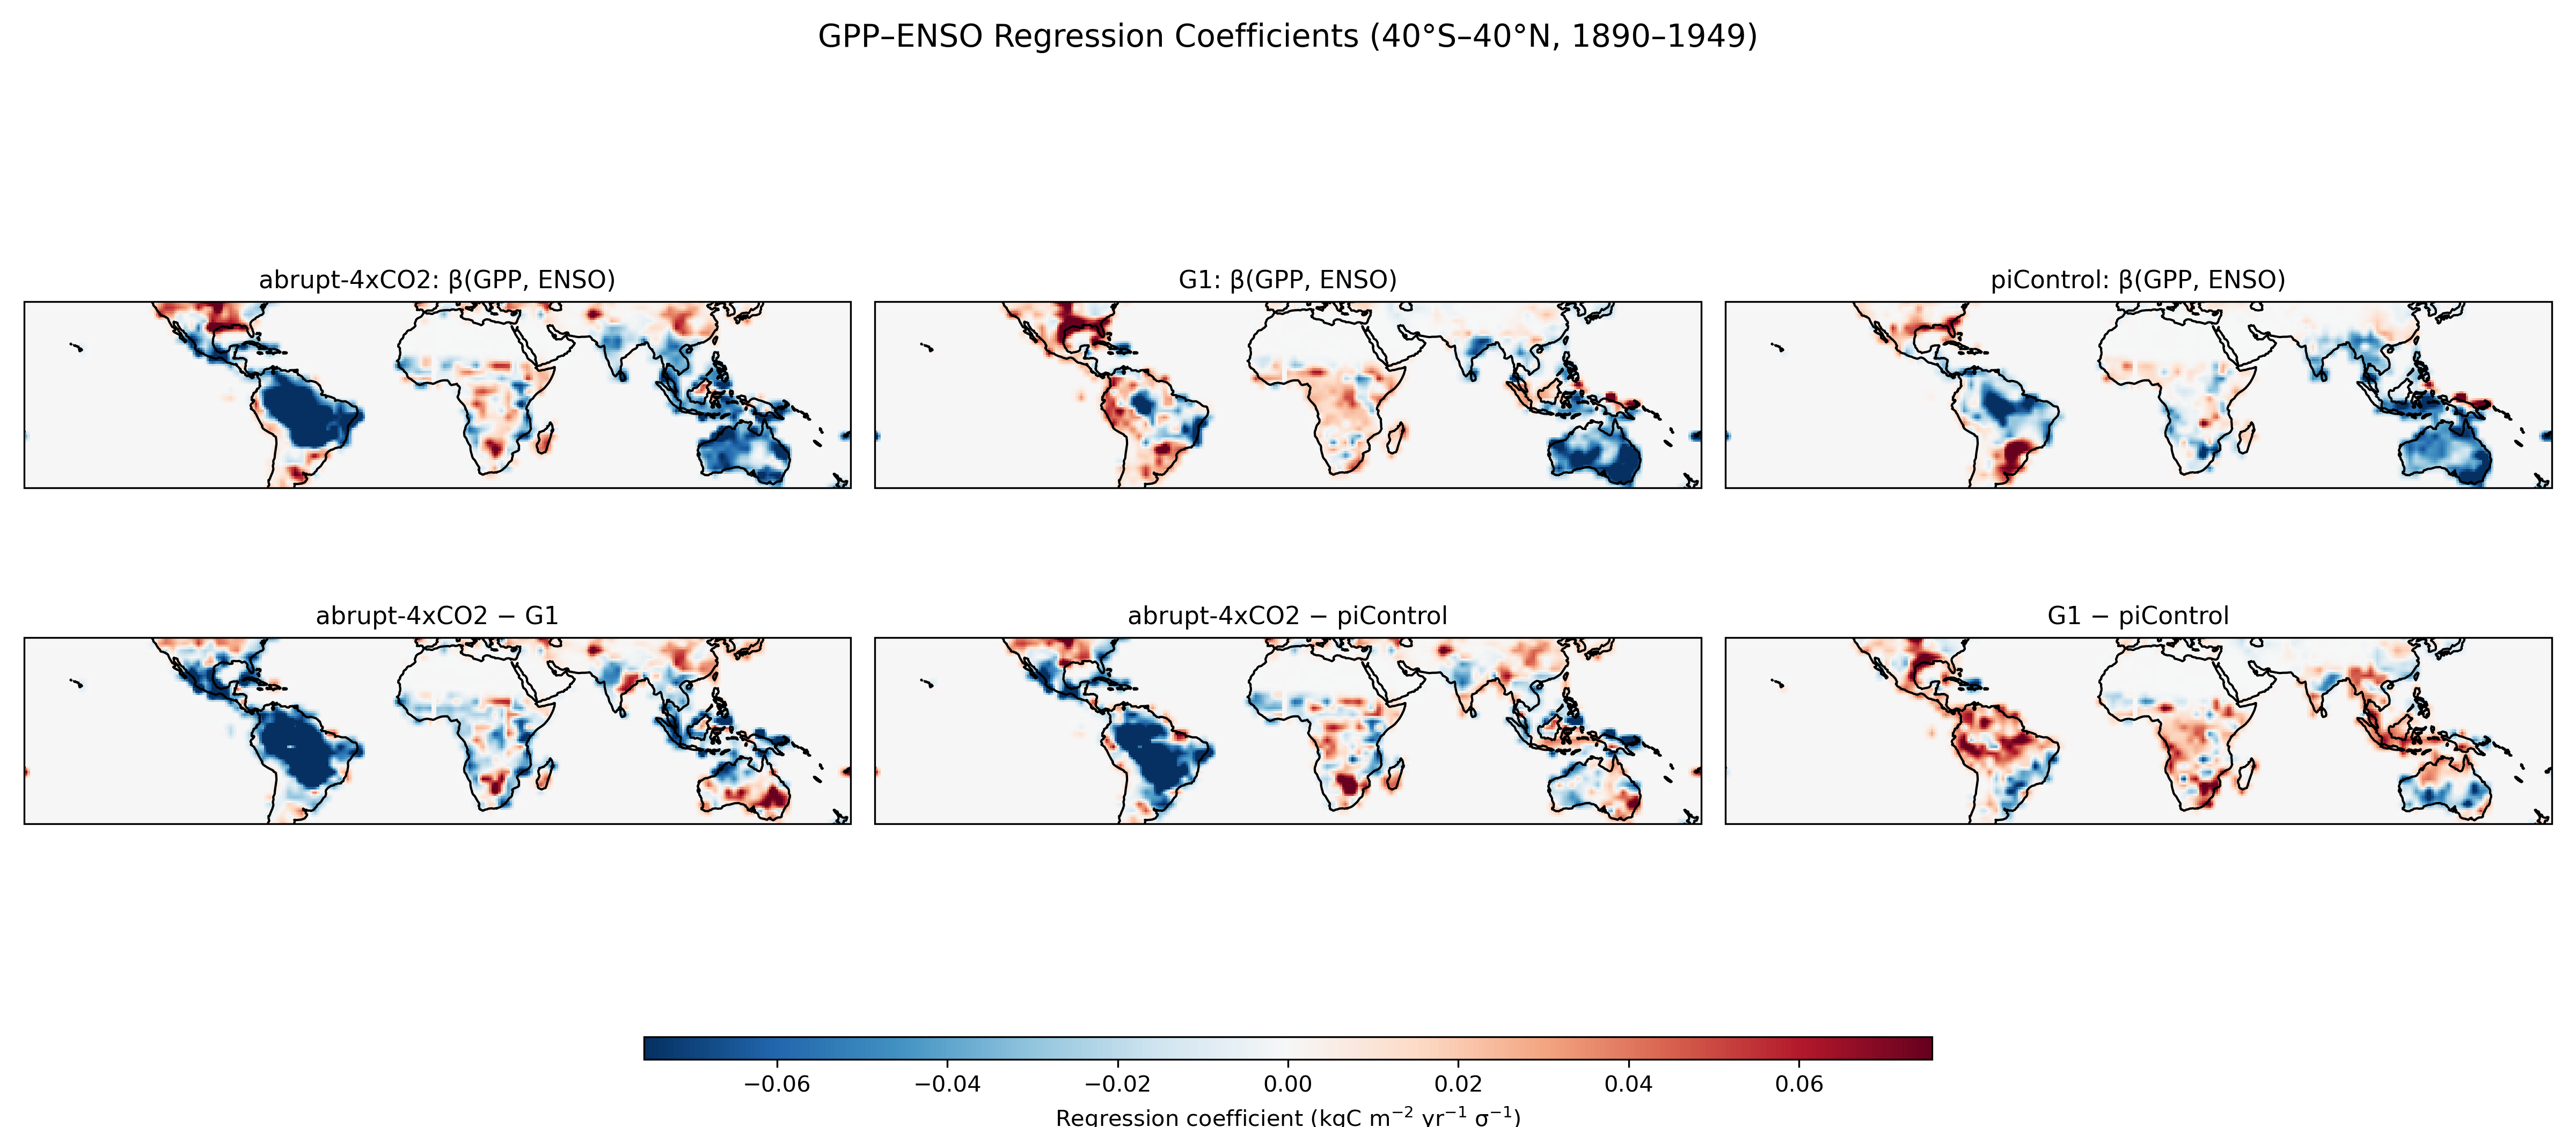 GPP–ENSO Regression Coefficients (40°S–40°N, 1890–1949)
abrupt-4xCO2: β(GPP, ENSO)
G1: β(GPP, ENSO)
piControl: β(GPP, ENSO)
abrupt-4xCO2 − G1
abrupt-4xCO2 − piControl
G1 − piControl
−0.06 −0.04 −0.02 0.00 0.02 0.04 0.06
Regression coefficient (kgC m⁻² yr⁻¹ σ⁻¹)